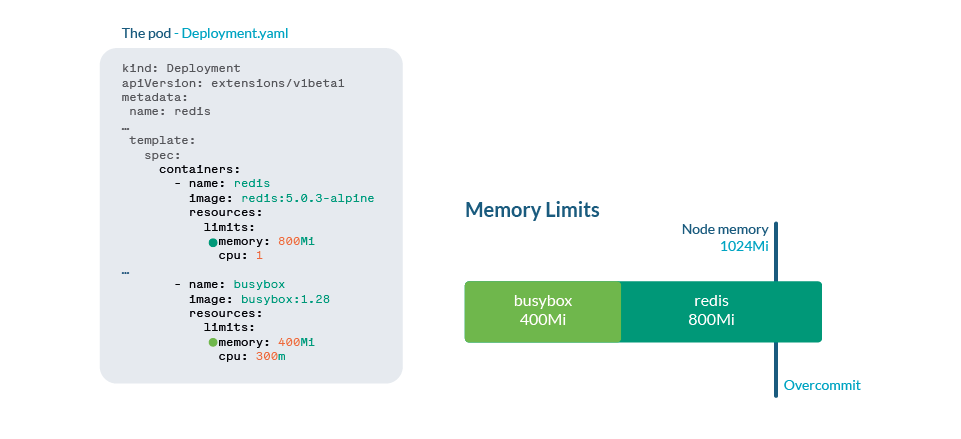 The pod - Deployment.yaml
kind: Deployment
apiVersion: extensions/v1beta1
metadata:
 name: redis
…
 template:
   spec:
     containers:
       - name: redis
         image: redis:5.0.3-alpine
         resources:
           limits:
             memory: 800Mi
             cpu: 1
…
       - name: busybox
         image: busybox:1.28
         resources:
           limits:
             memory: 400Mi
             cpu: 300m
Memory Limits
Node memory
1024Mi
busybox
400Mi
redis
800Mi
Overcommit